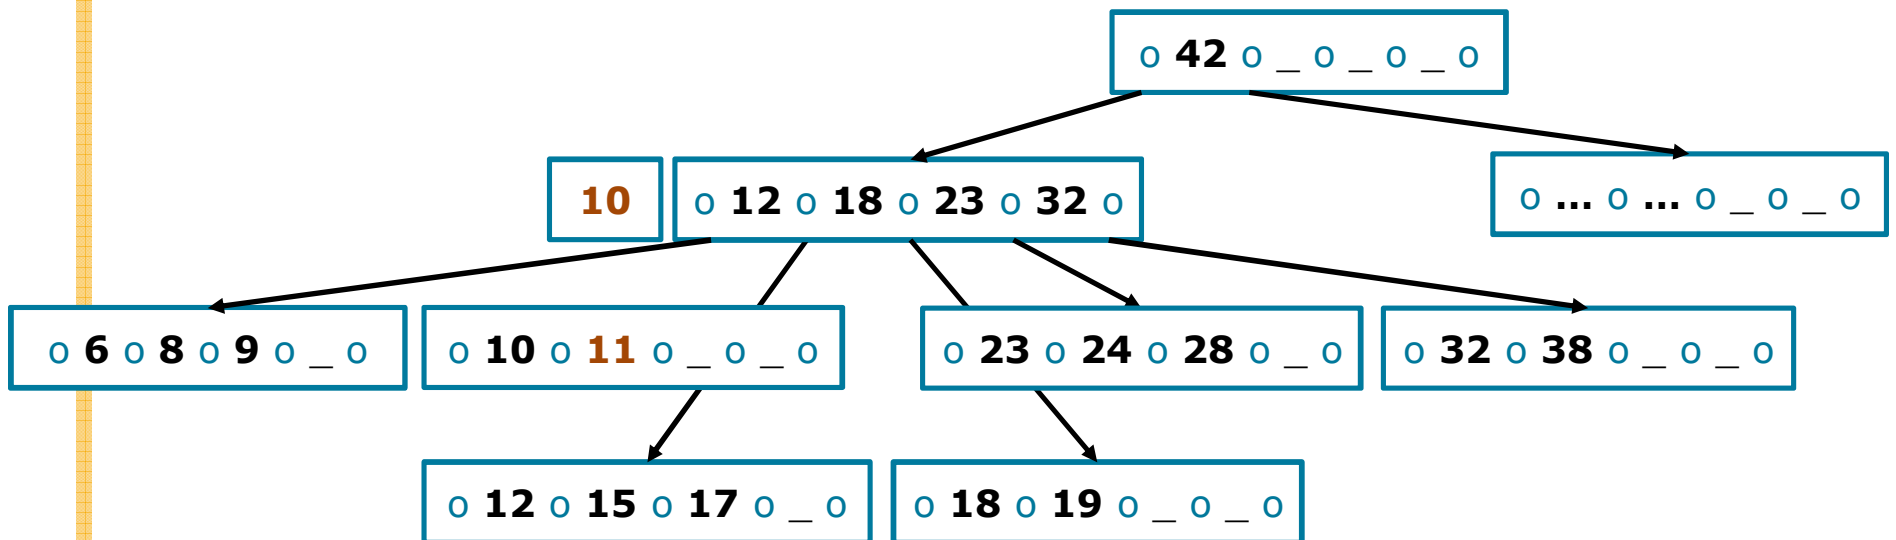 o 42 o _ o _ o _ o
10
o 12 o 18 o 23 o 32 o
o ... o ... o _ o _ o
o 6 o 8 o 9 o _ o
o 10 o 11 o _ o _ o
o 23 o 24 o 28 o _ o
o 32 o 38 o _ o _ o
o 12 o 15 o 17 o _ o
o 18 o 19 o _ o _ o